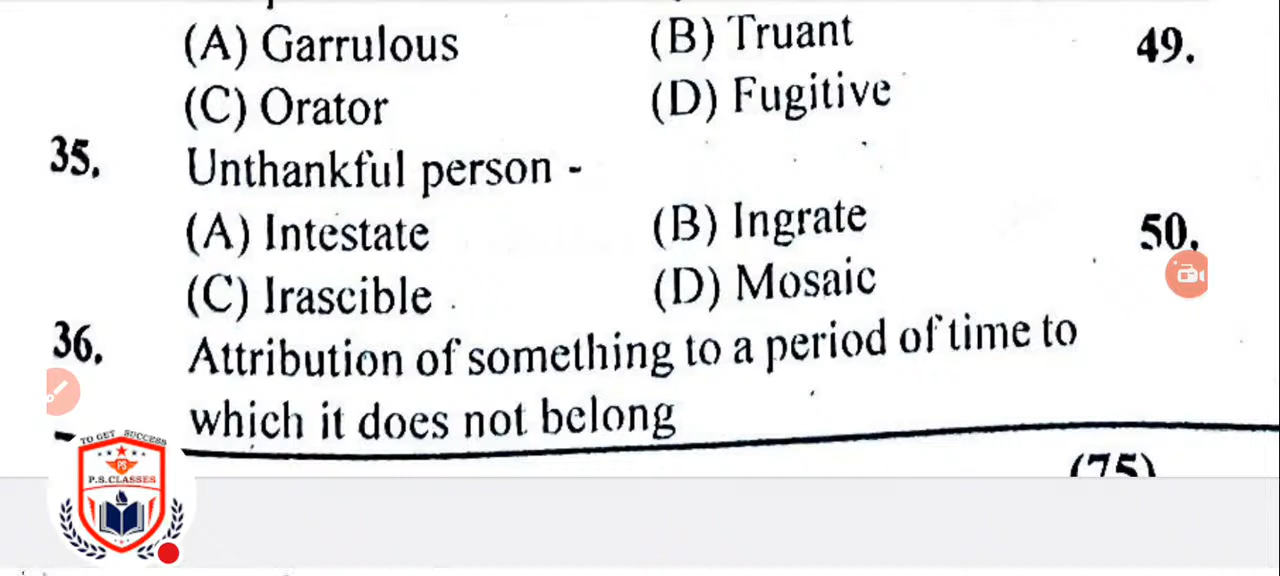 (A) Garrulous (B) Truant 49.
(C) Orator (D) Fugitive
35. Unthankful person -
(A) Intestate (B) Ingrate 50.
(C) Irascible (D) Mosaic
36. Attribution of something to a period of time to
which it does not belong
(75)
TO GET SUCCESS
PS
P.S.CLASSES